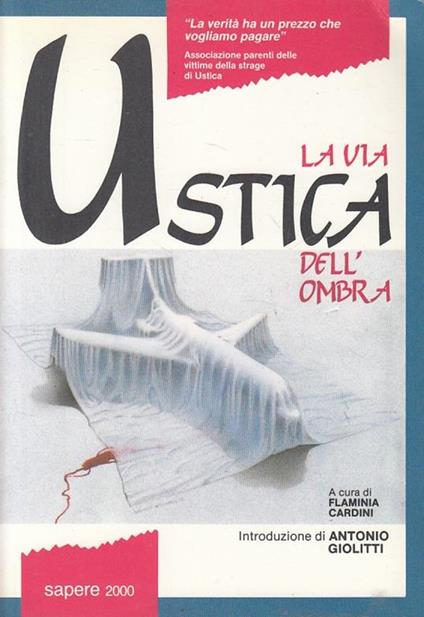 "La verità ha un prezzo che
vogliamo pagare"
Associazione parenti delle
vittime della strage
di Ustica
LA VIA
USTICA
DELL'
OMBRA
A cura di
FLAMINIA
CARDINI
Introduzione di ANTONIO
GIOLITTI
sapere 2000